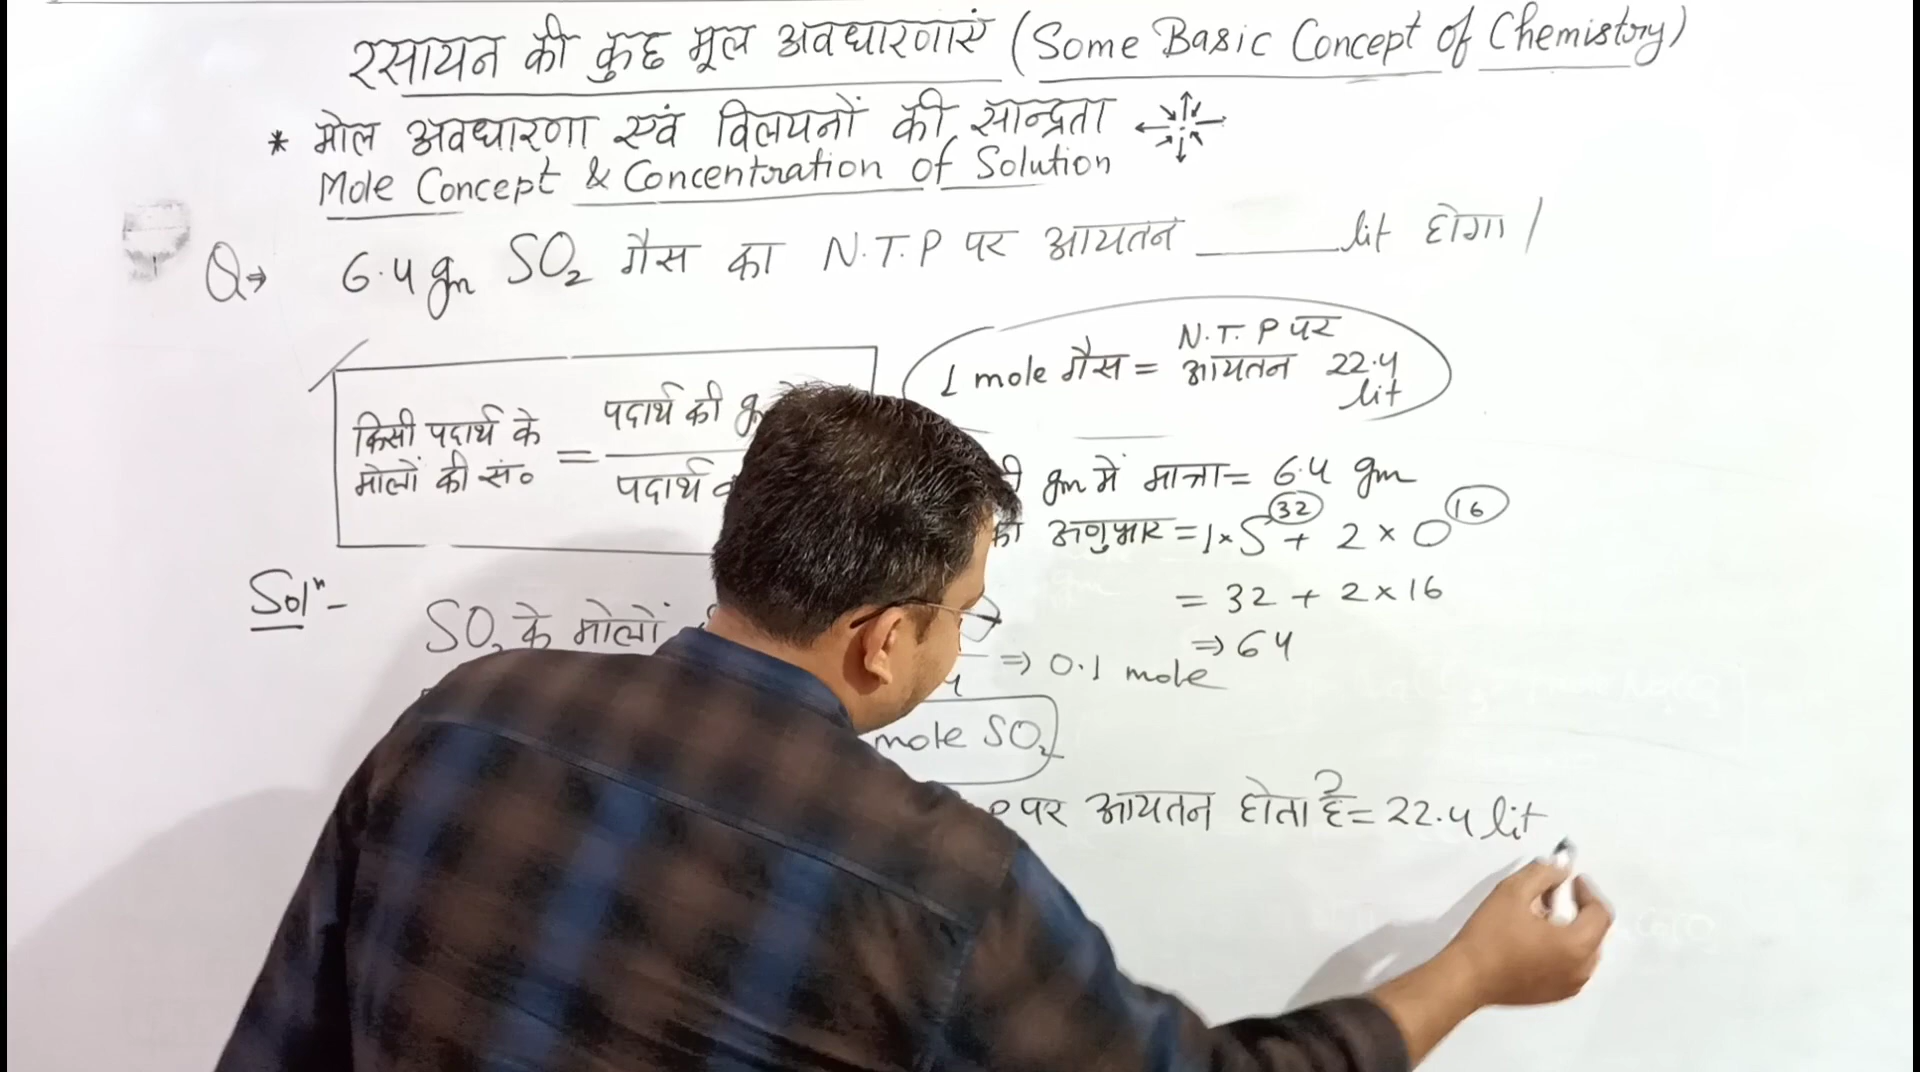 रसायन की कुछ मूल अवधारणाएं (Some Basic Concept of Chemistry)
* मोल अवधारणा एवं विलयनों की सान्द्रता
Mole Concept & Concentration of Solution
Q⇒ 6.4 gm SO₂ गैस का N.T.P पर आयतन ______ lit होगा।
1 mole गैस = N.T.P पर आयतन 22.4 lit
किसी पदार्थ के मोलों की सं० = पदार्थ की
पदार्थ
gm में मात्रा = 6.4 gm
का अणुभार = 1 × S³² + 2 × O¹⁶
= 32 + 2 × 16
⇒ 64
Solⁿ- SO₂ के मोलों
⇒ 0.1 mole
mole SO₂
पर आयतन होता है = 22.4 lit